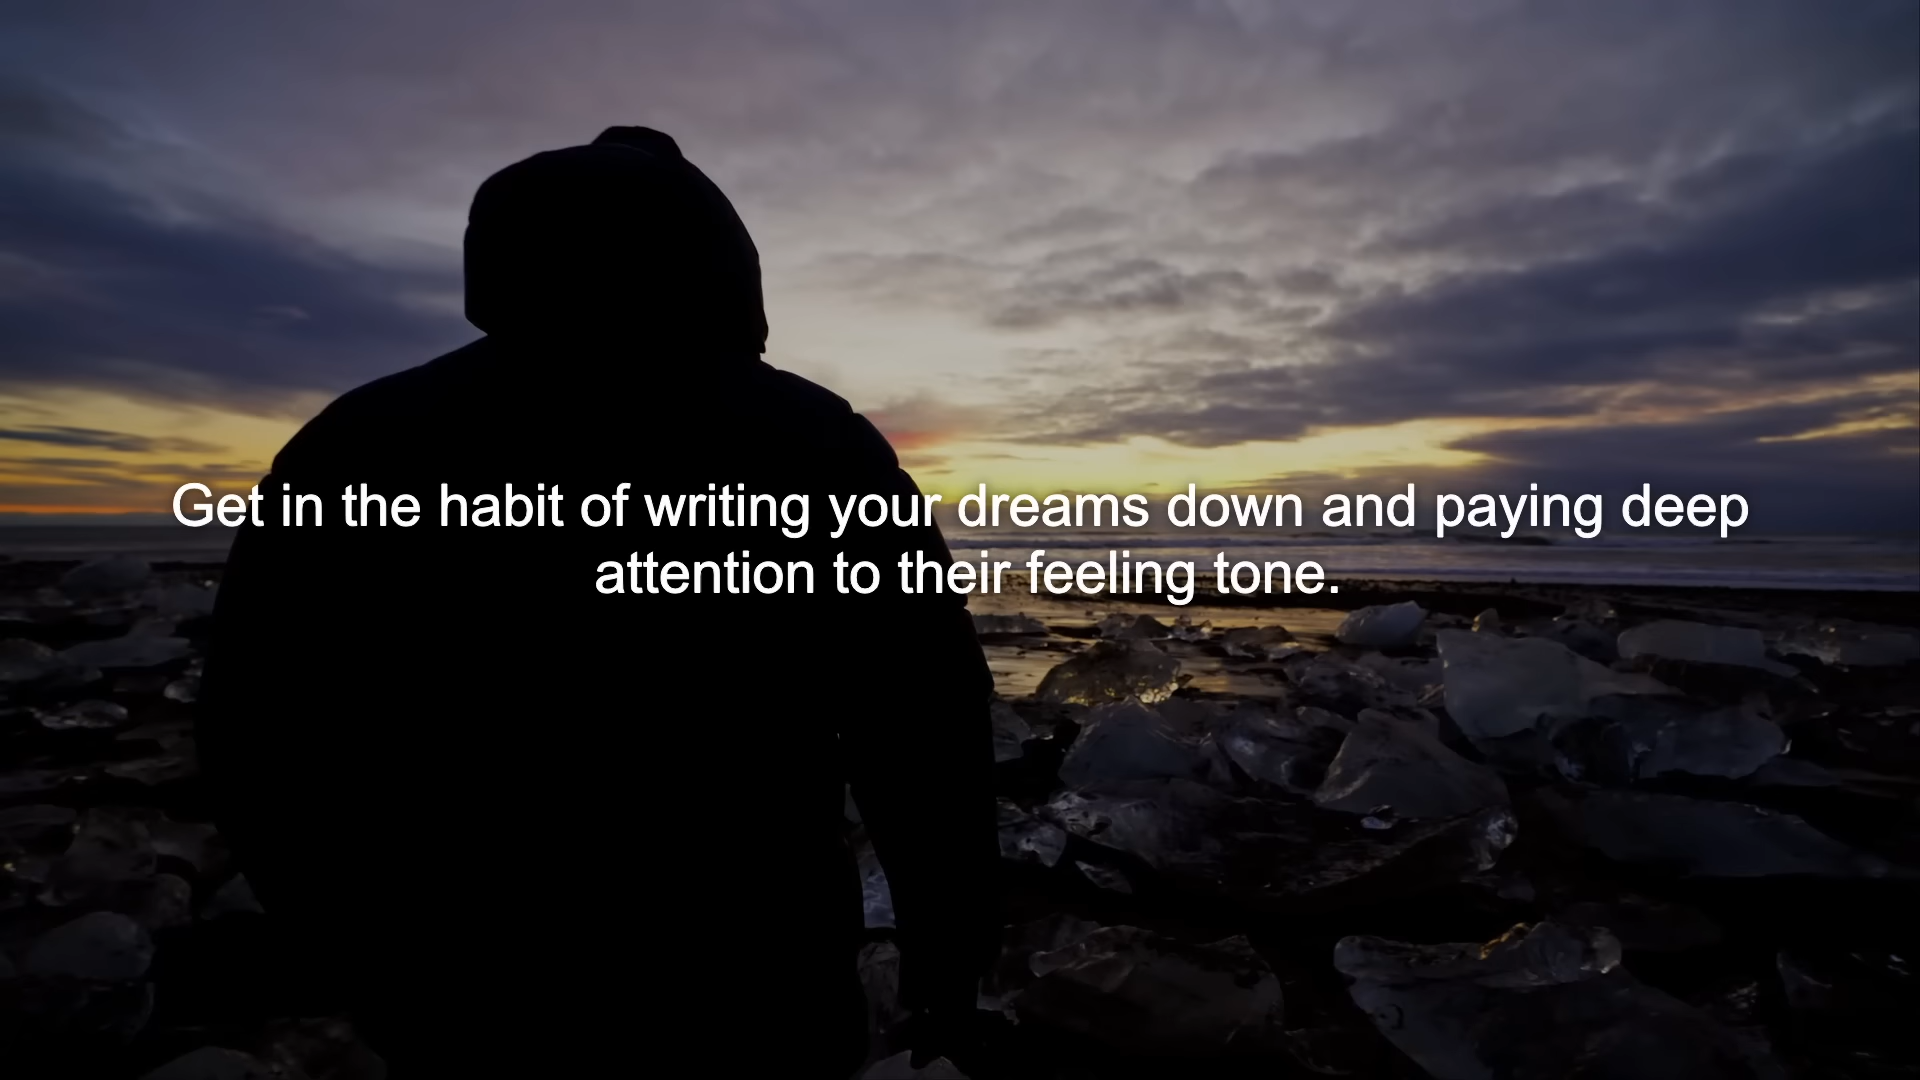 Get in the habit of writing your dreams down and paying deep
attention to their feeling tone.